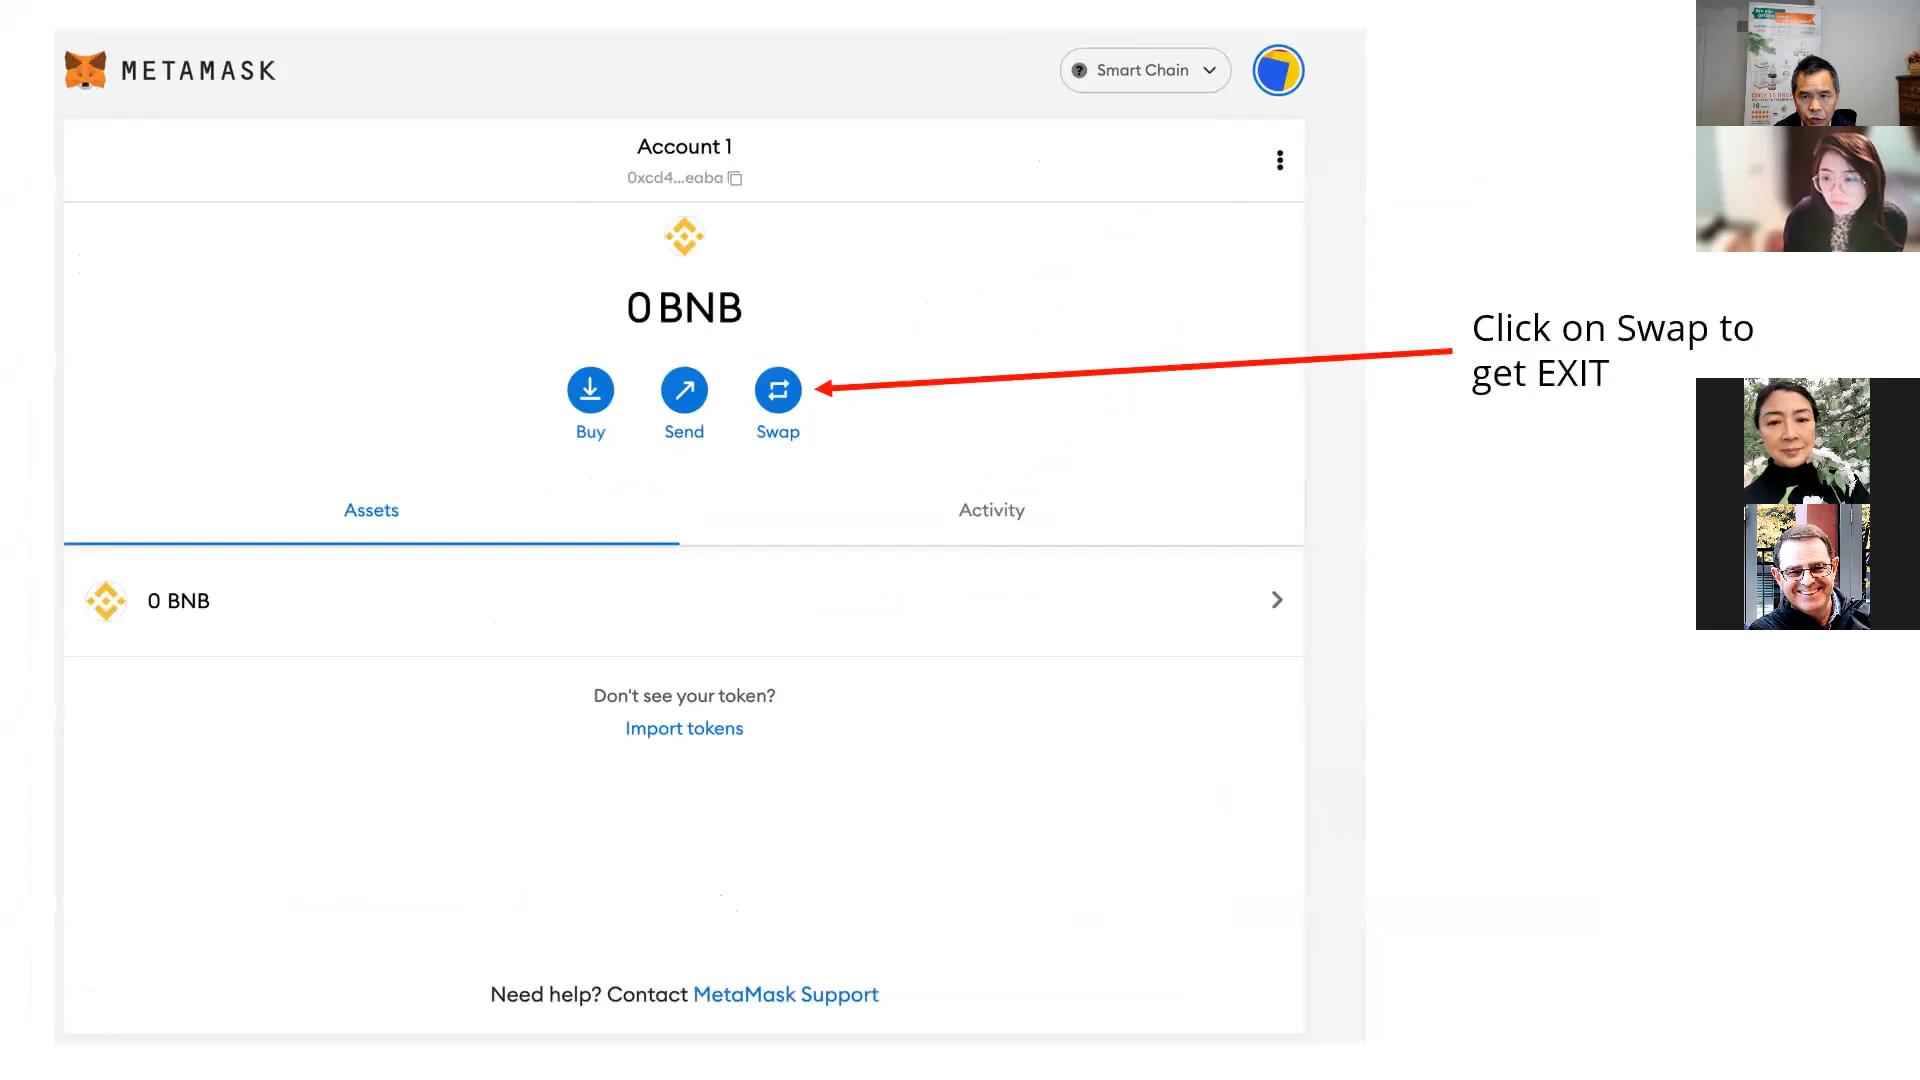 METAMASK
Smart Chain
Account 1
0xcd4...eaba
0 BNB
Click on Swap to
get EXIT
Buy
Send
Swap
Assets
Activity
0 BNB
Don't see your token?
Import tokens
Need help? Contact MetaMask Support